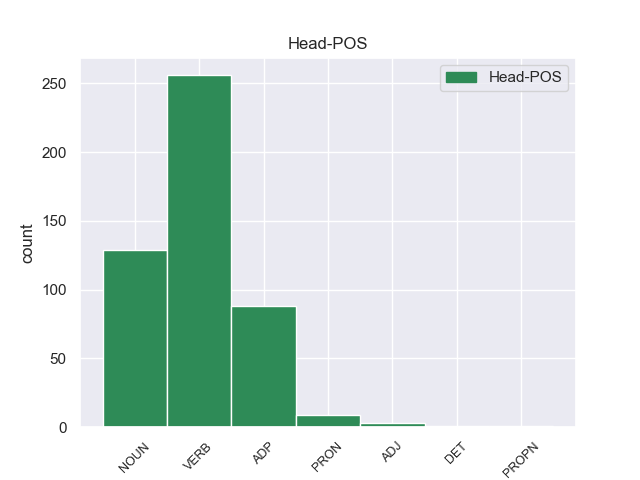 Head-POS
Head-POS
250
200
150
100
50
0
count
NOUN
VERB
ADP
PRON
ADJ
DET
PROPN